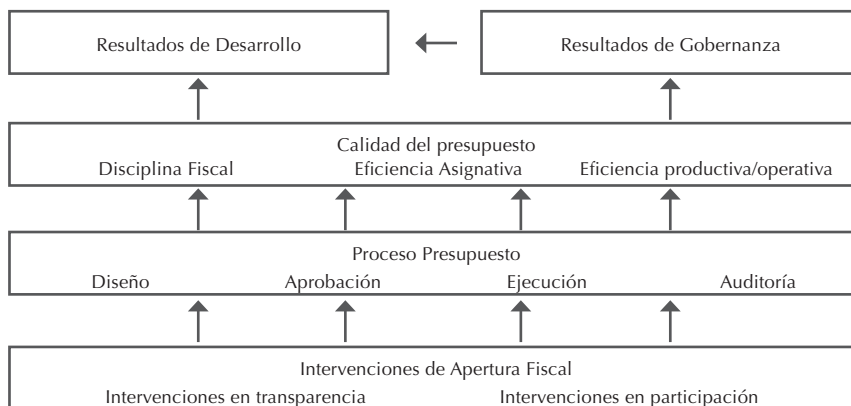 Resultados de Desarrollo
Resultados de Gobernanza
Calidad del presupuesto
Disciplina Fiscal
Eficiencia Asignativa
Eficiencia productiva/operativa
Proceso Presupuesto
Diseño
Aprobación
Ejecución
Auditoría
Intervenciones de Apertura Fiscal
Intervenciones en transparencia
Intervenciones en participación